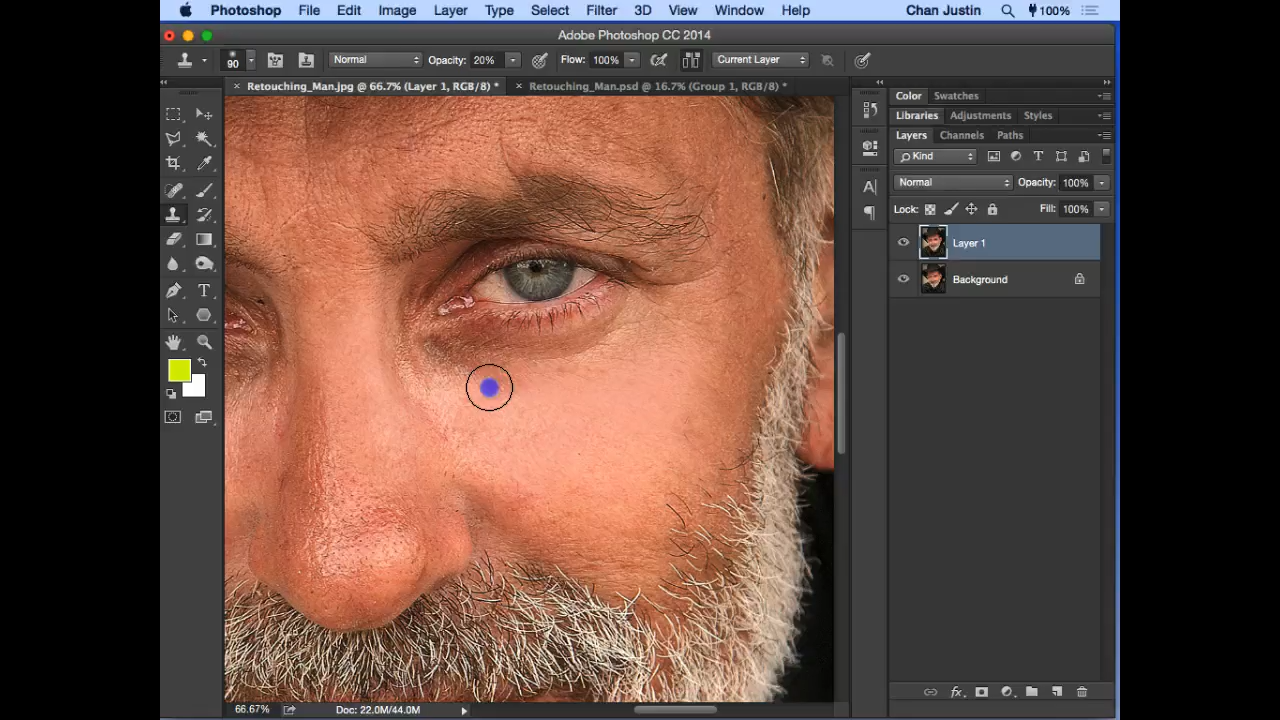 Photoshop File Edit Image Layer Type Select Filter 3D View Window Help Chan Justin 100%
Adobe Photoshop CC 2014
90 Normal Opacity: 20% Flow: 100% Current Layer
× Retouching_Man.jpg @ 66.7% (Layer 1, RGB/8) * × Retouching_Man.psd @ 16.7% (Group 1, RGB/8) *
Color Swatches
Libraries Adjustments Styles
Layers Channels Paths
Kind
Normal Opacity: 100%
Lock: Fill: 100%
Layer 1
Background
66.67% Doc: 22.0M/44.0M